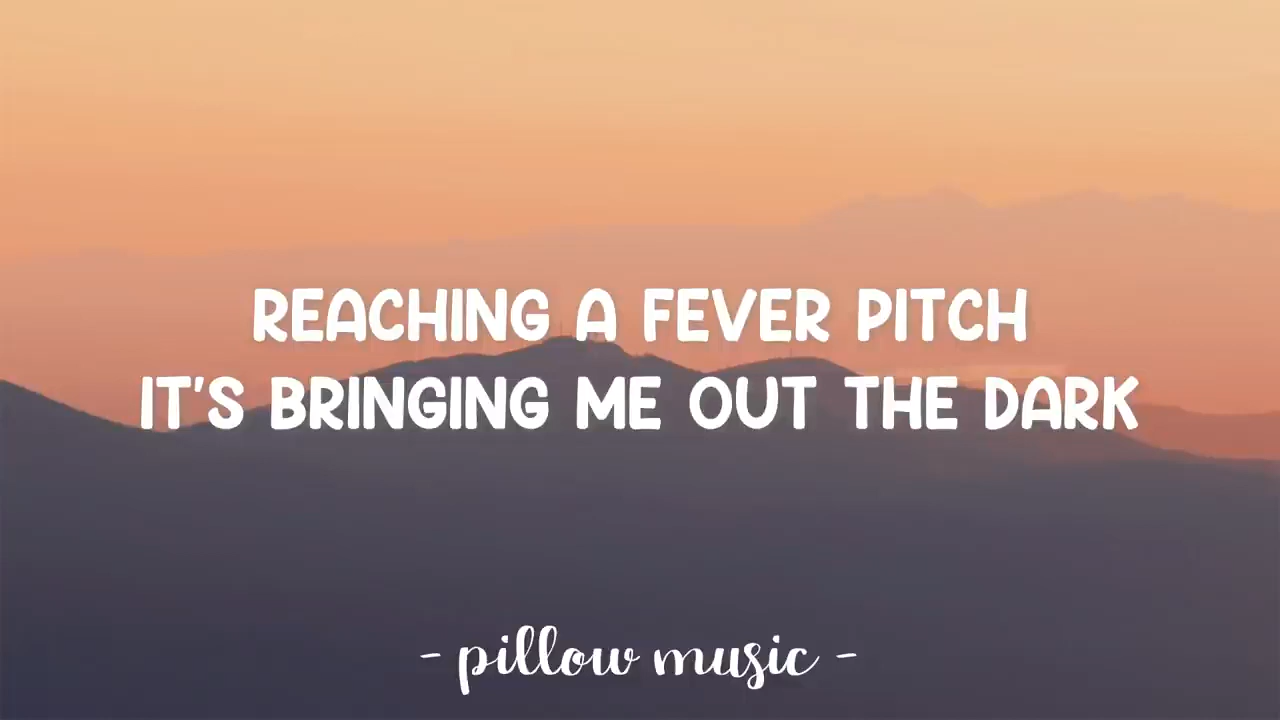 REACHING A FEVER PITCH
IT'S BRINGING ME OUT THE DARK
- pillow music -